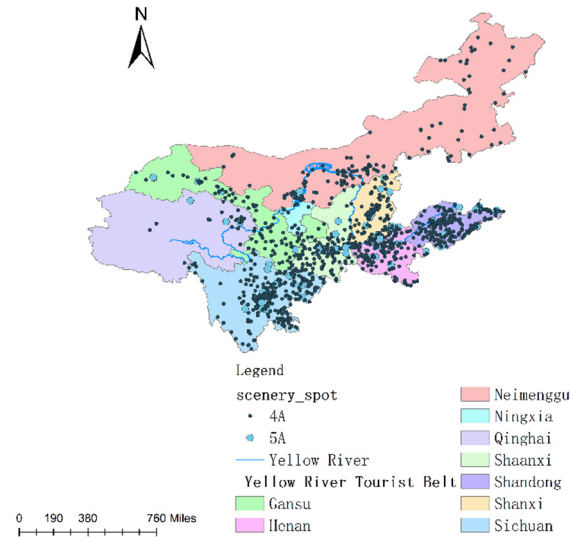 N
Legend
scenery_spot
4A
5A
Yellow River
Yellow River Tourist Belt
Gansu
Henan
Neimenggu
Ningxia
Qinghai
Shaanxi
Shandong
Shanxi
Sichuan
0 190 380 760 Miles